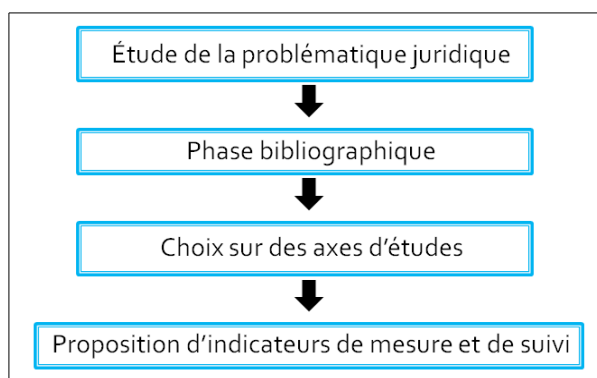 Étude de la problématique juridique
Phase bibliographique
Choix sur des axes d’études
Proposition d’indicateurs de mesure et de suivi